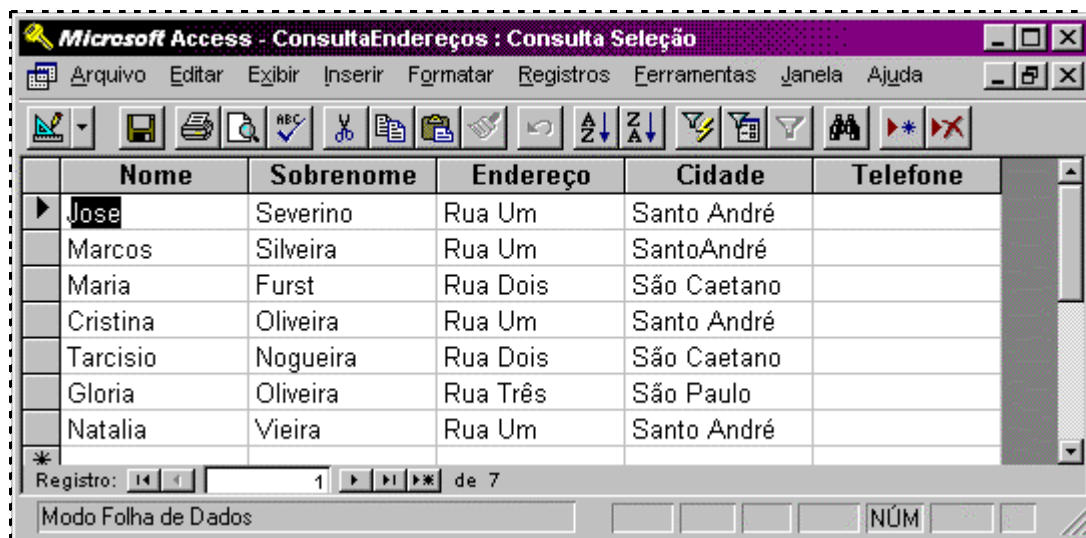 Microsoft Access - ConsultaEndereços : Consulta Seleção
Arquivo Editar Exibir Inserir Formatar Registros Ferramentas Janela Ajuda
ABC A Z Z A
Nome Sobrenome Endereço Cidade Telefone
Jose Severino Rua Um Santo André
Marcos Silveira Rua Um SantoAndré
Maria Furst Rua Dois São Caetano
Cristina Oliveira Rua Um Santo André
Tarcisio Nogueira Rua Dois São Caetano
Gloria Oliveira Rua Três São Paulo
Natalia Vieira Rua Um Santo André
Registro: 1 de 7
Modo Folha de Dados NÚM